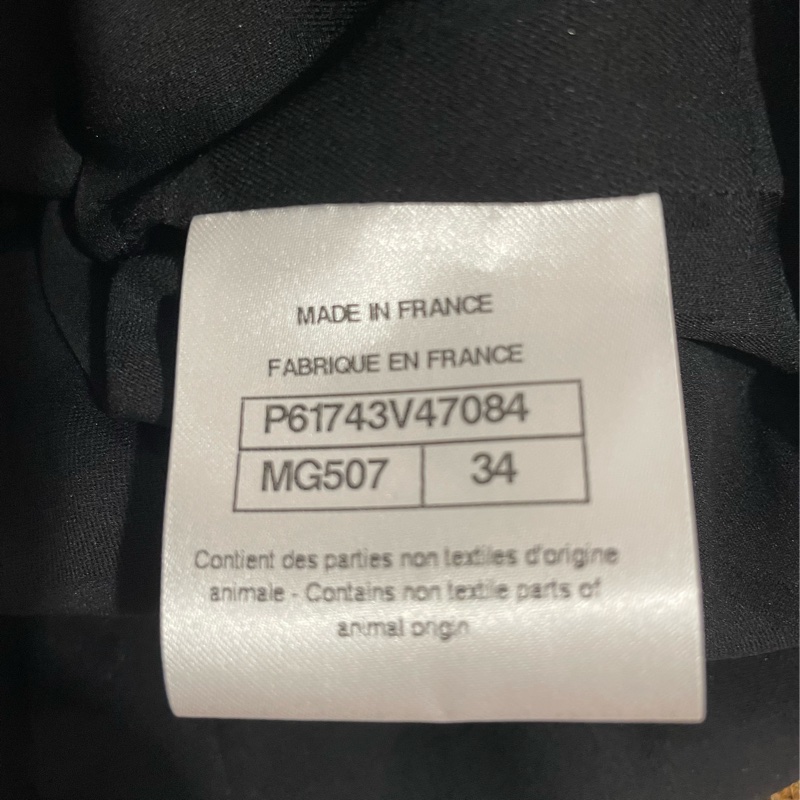 MADE IN FRANCE
FABRIQUE EN FRANCE
P61743V47084
MG507 34
Contient des parties non textiles d'origine
animale - Contains non textile parts of
animal origin